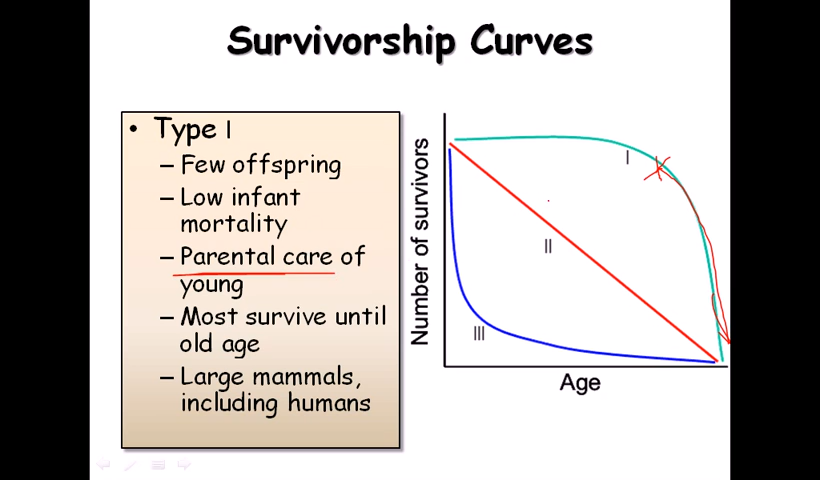 Survivorship Curves
• Type I
– Few offspring
– Low infant
mortality
– Parental care of
young
– Most survive until
old age
– Large mammals,
including humans
Number of survivors
I
II
III
Age